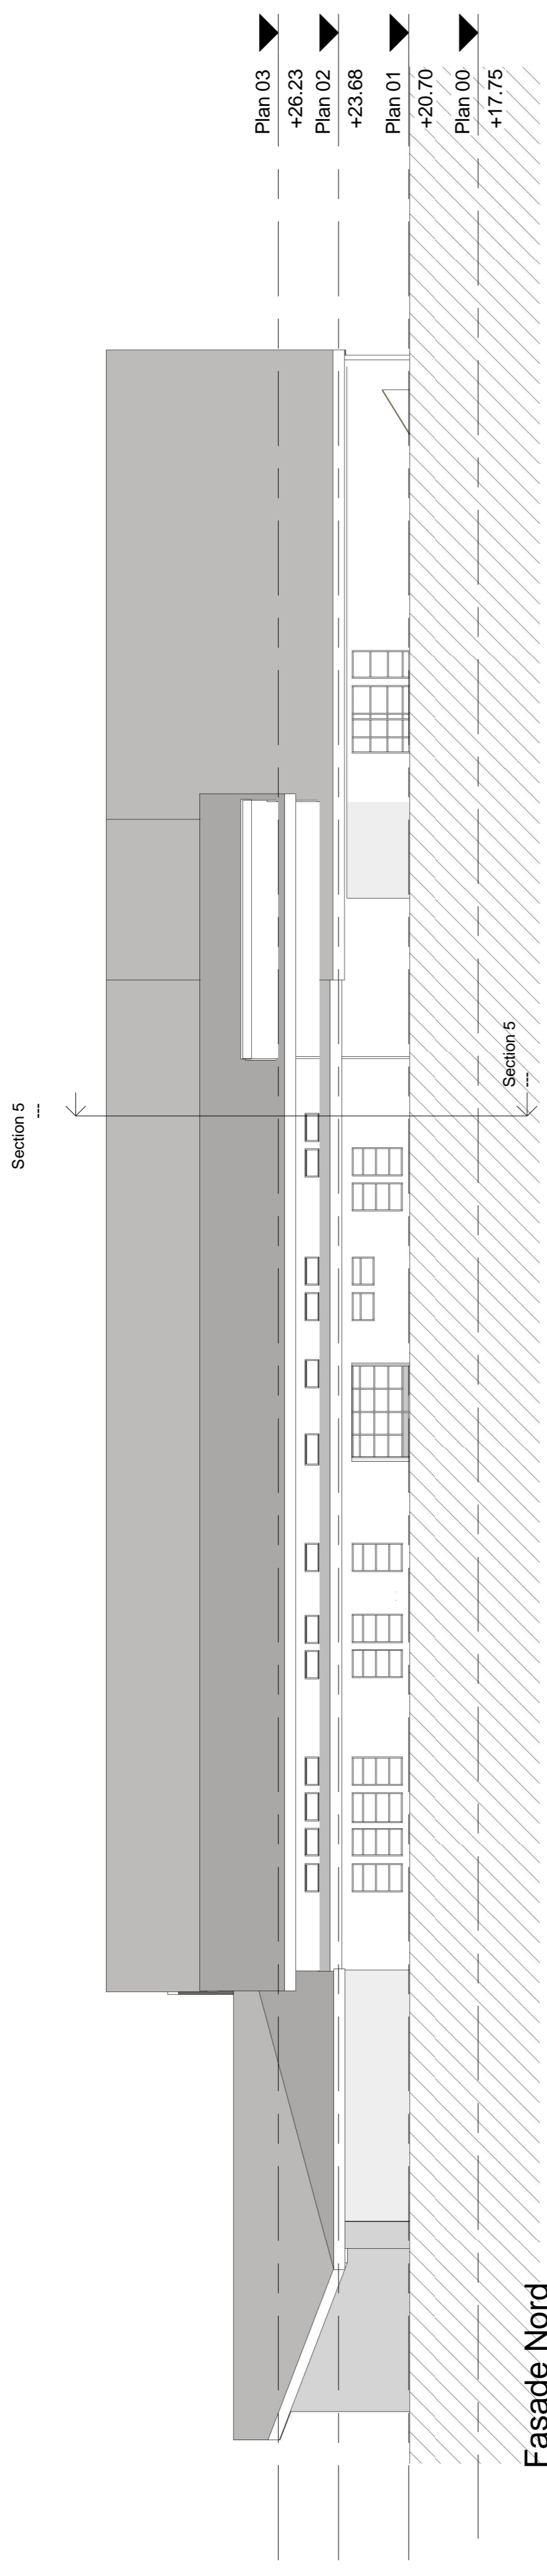 Plan 03
+26.23
Plan 02
+23.68
Plan 01
+20.70
Plan 00
+17.75
Section 5
---
Section 5
---
Fasade Nord